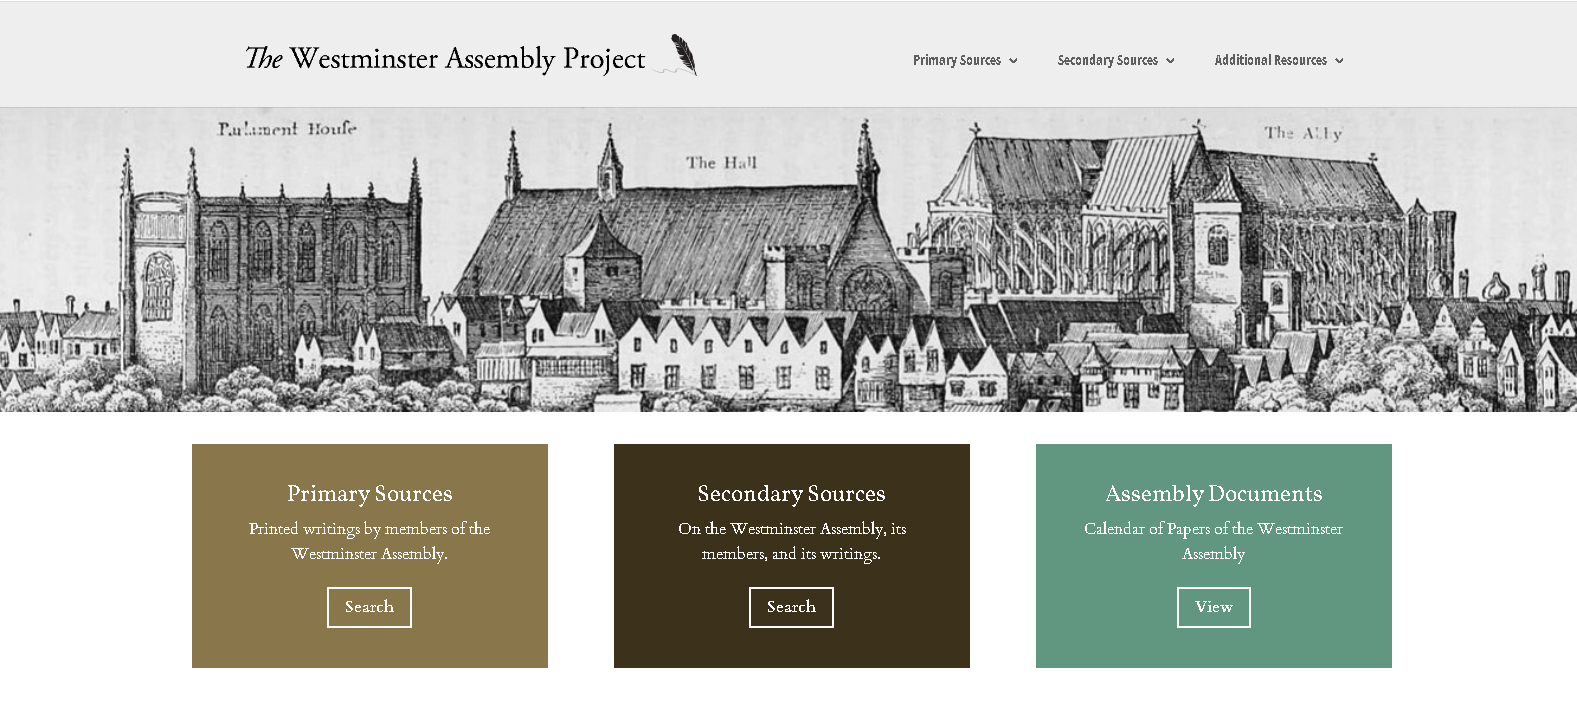 The Westminster Assembly Project
Primary Sources
Secondary Sources
Additional Resources
Parlament House
The Hall
The Abby
Primary Sources
Printed writings by members of the
Westminster Assembly.
Search
Secondary Sources
On the Westminster Assembly, its
members, and its writings.
Search
Assembly Documents
Calendar of Papers of the Westminster
Assembly
View